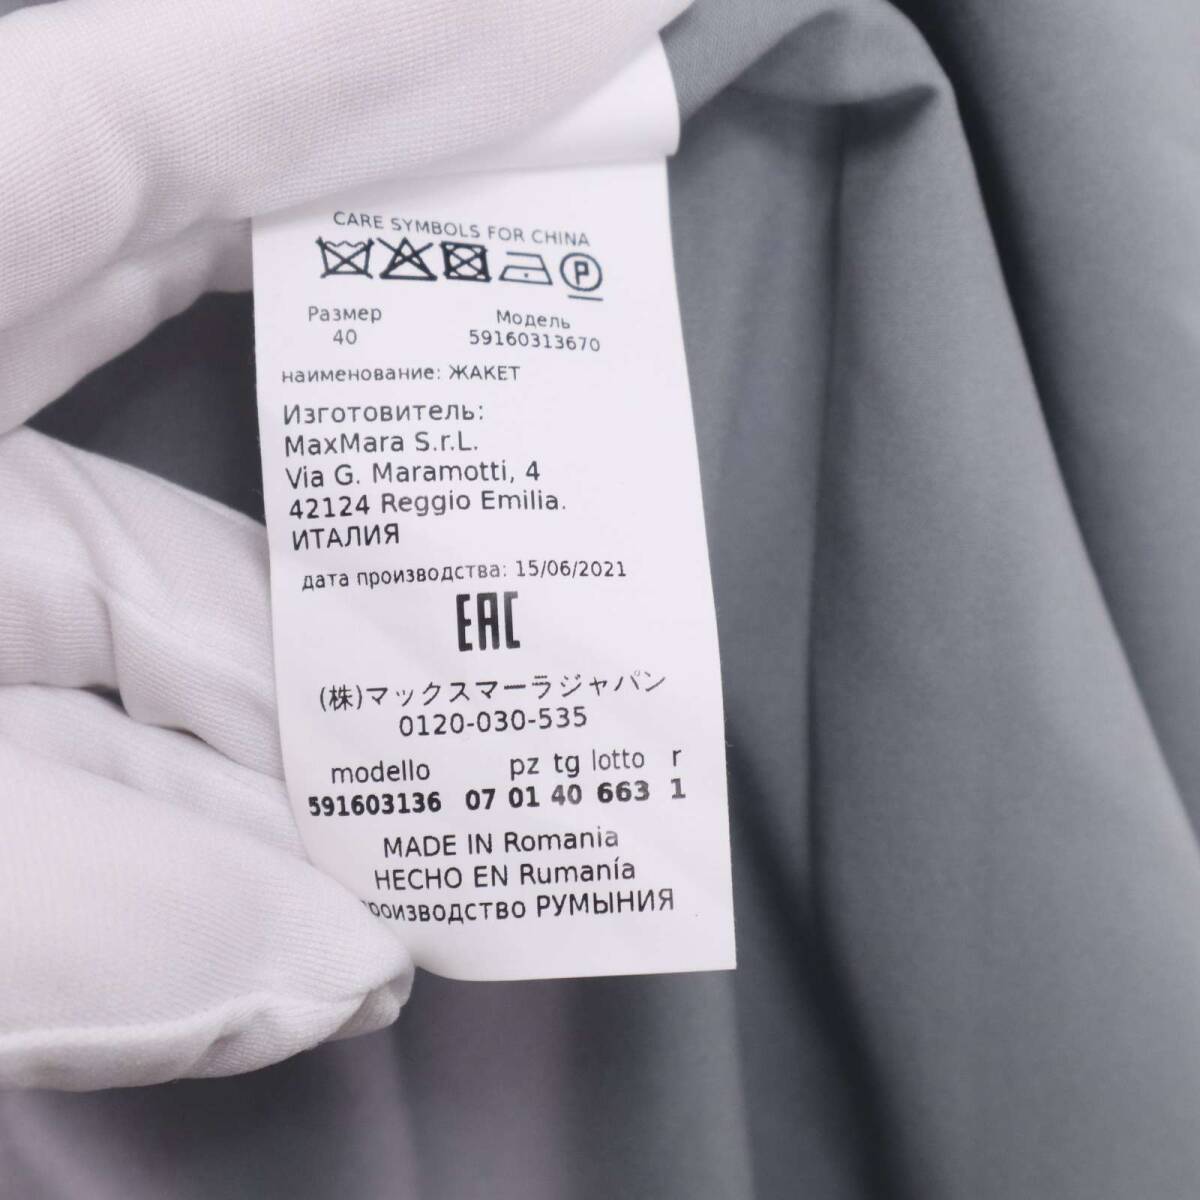 CARE SYMBOLS FOR CHINA
P
Размер Модель
40 59160313670
наименование: ЖАКЕТ
Изготовитель:
MaxMara S.r.L.
Via G. Maramotti, 4
42124 Reggio Emilia.
ИТАЛИЯ
дата производства: 15/06/2021
EAC
(株)マックスマーラジャパン
0120-030-535
modello pz tg lotto r
591603136 07 01 40 663 1
MADE IN Romania
HECHO EN Rumanía
роизводство РУМЫНИЯ